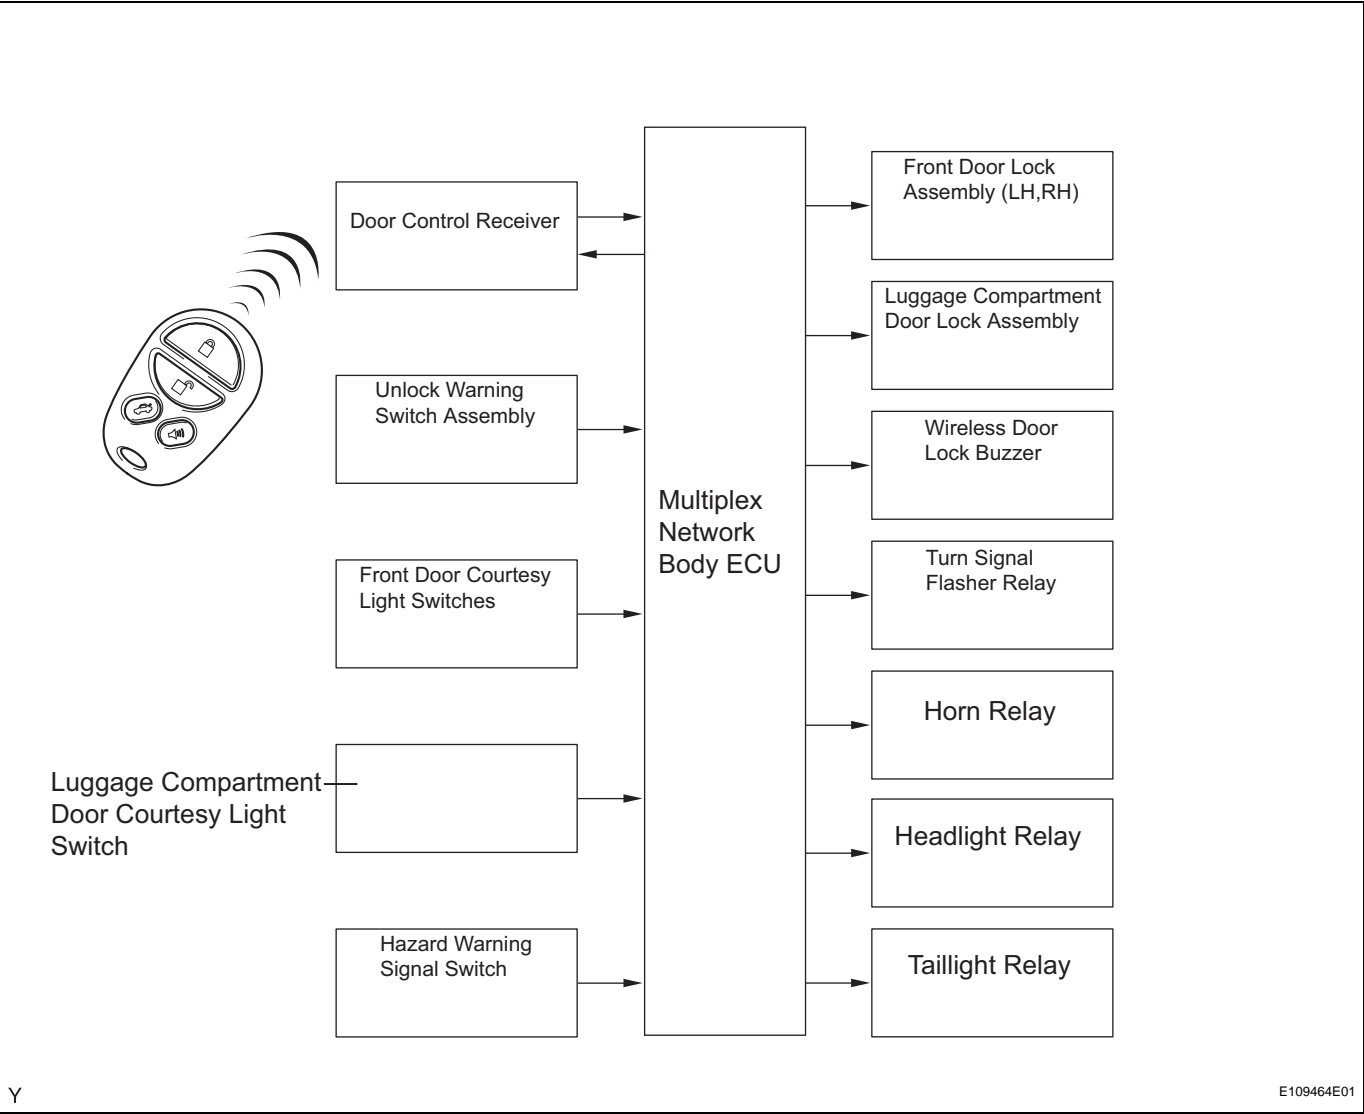 Door Control Receiver
Unlock Warning
Switch Assembly
Front Door Courtesy
Light Switches
Luggage Compartment
Door Courtesy Light
Switch
Hazard Warning
Signal Switch
Multiplex
Network
Body ECU
Front Door Lock
Assembly (LH,RH)
Luggage Compartment
Door Lock Assembly
Wireless Door
Lock Buzzer
Turn Signal
Flasher Relay
Horn Relay
Headlight Relay
Taillight Relay
Y
E109464E01